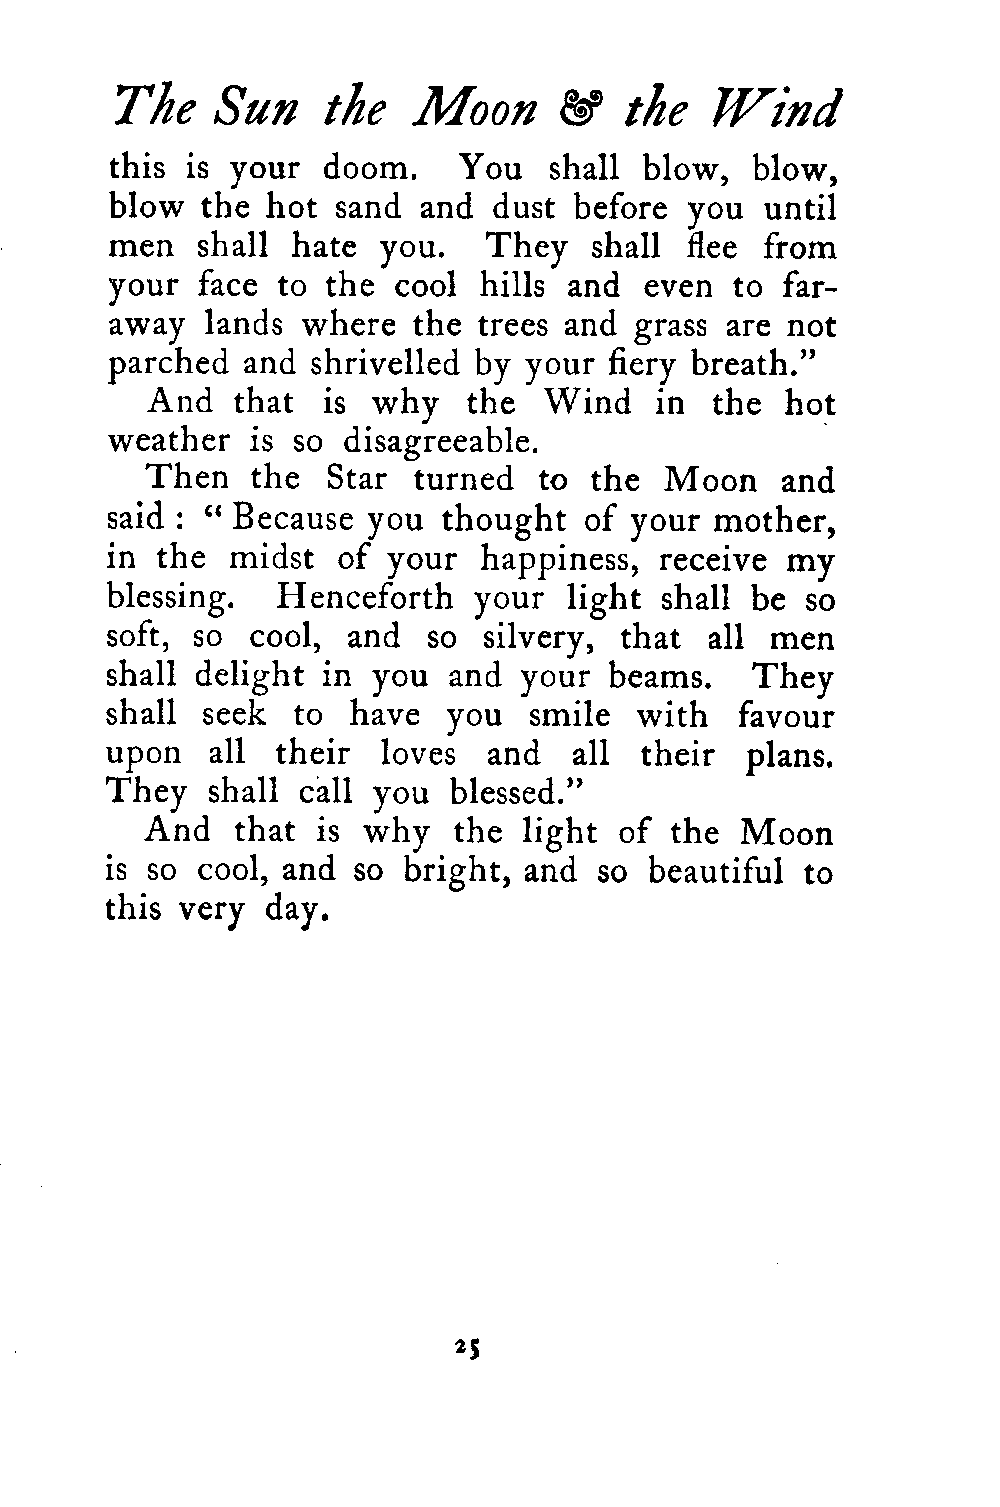 The Sun the Moon & the Wind
this is your doom. You shall blow, blow,
blow the hot sand and dust before you until
men shall hate you. They shall flee from
your face to the cool hills and even to far-
away lands where the trees and grass are not
parched and shrivelled by your fiery breath.”
And that is why the Wind in the hot
weather is so disagreeable.
Then the Star turned to the Moon and
said : “ Because you thought of your mother,
in the midst of your happiness, receive my
blessing. Henceforth your light shall be so
soft, so cool, and so silvery, that all men
shall delight in you and your beams. They
shall seek to have you smile with favour
upon all their loves and all their plans.
They shall call you blessed.”
And that is why the light of the Moon
is so cool, and so bright, and so beautiful to
this very day.
25